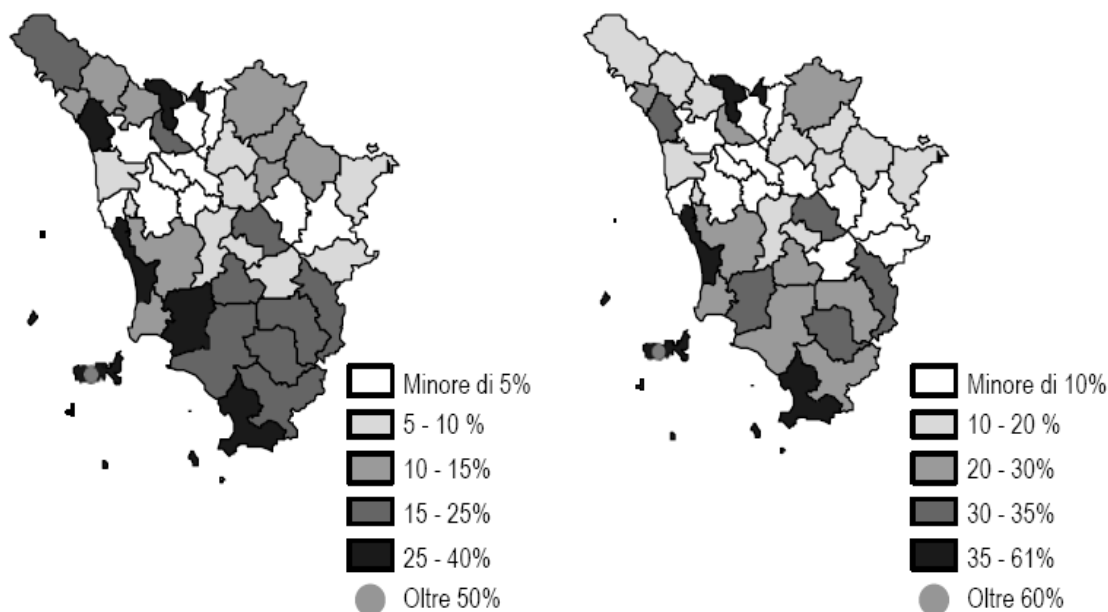 Minore di 5%
5 - 10 %
10 - 15%
15 - 25%
25 - 40%
Oltre 50%
Minore di 10%
10 - 20 %
20 - 30%
30 - 35%
35 - 61%
Oltre 60%